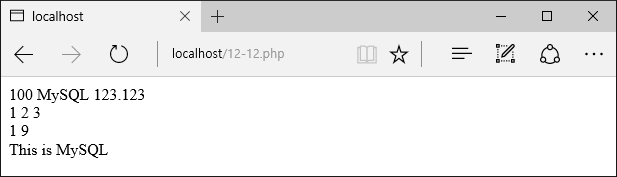 localhost
localhost/12-12.php
100 MySQL 123.123
1 2 3
1 9
This is MySQL